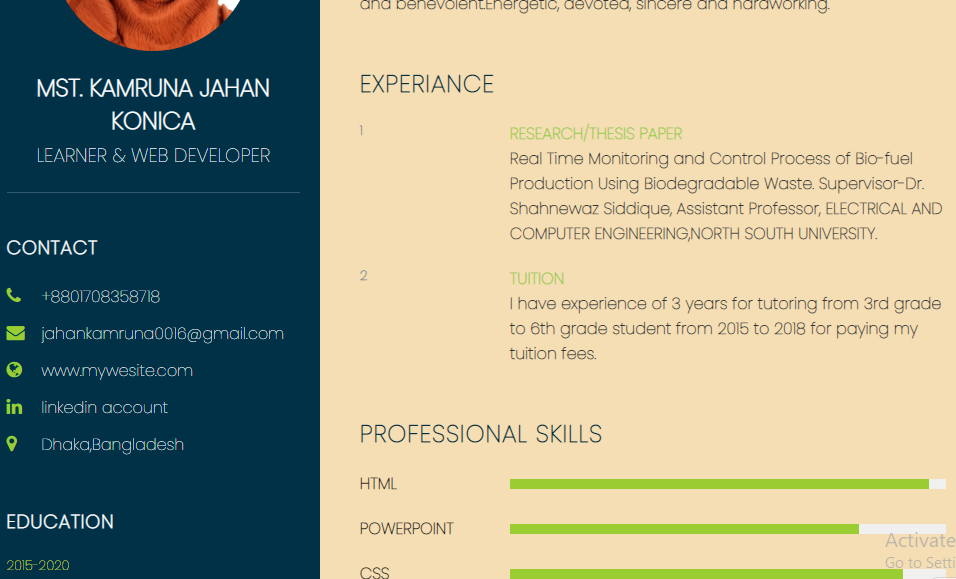 MST. KAMRUNA JAHAN
KONICA
LEARNER & WEB DEVELOPER
CONTACT
+8801708358718
jahankamruna0016@gmail.com
www.mywesite.com
linkedin account
Dhaka,Bangladesh
EDUCATION
2015-2020
and benevolent.Energetic, devoted, sincere and hardworking.
EXPERIANCE
1
RESEARCH/THESIS PAPER
Real Time Monitoring and Control Process of Bio-fuel
Production Using Biodegradable Waste. Supervisor-Dr.
Shahnewaz Siddique, Assistant Professor, ELECTRICAL AND
COMPUTER ENGINEERING,NORTH SOUTH UNIVERSITY.
2
TUITION
I have experience of 3 years for tutoring from 3rd grade
to 6th grade student from 2015 to 2018 for paying my
tuition fees.
PROFESSIONAL SKILLS
HTML
POWERPOINT
CSS
Activate
Go to Setti